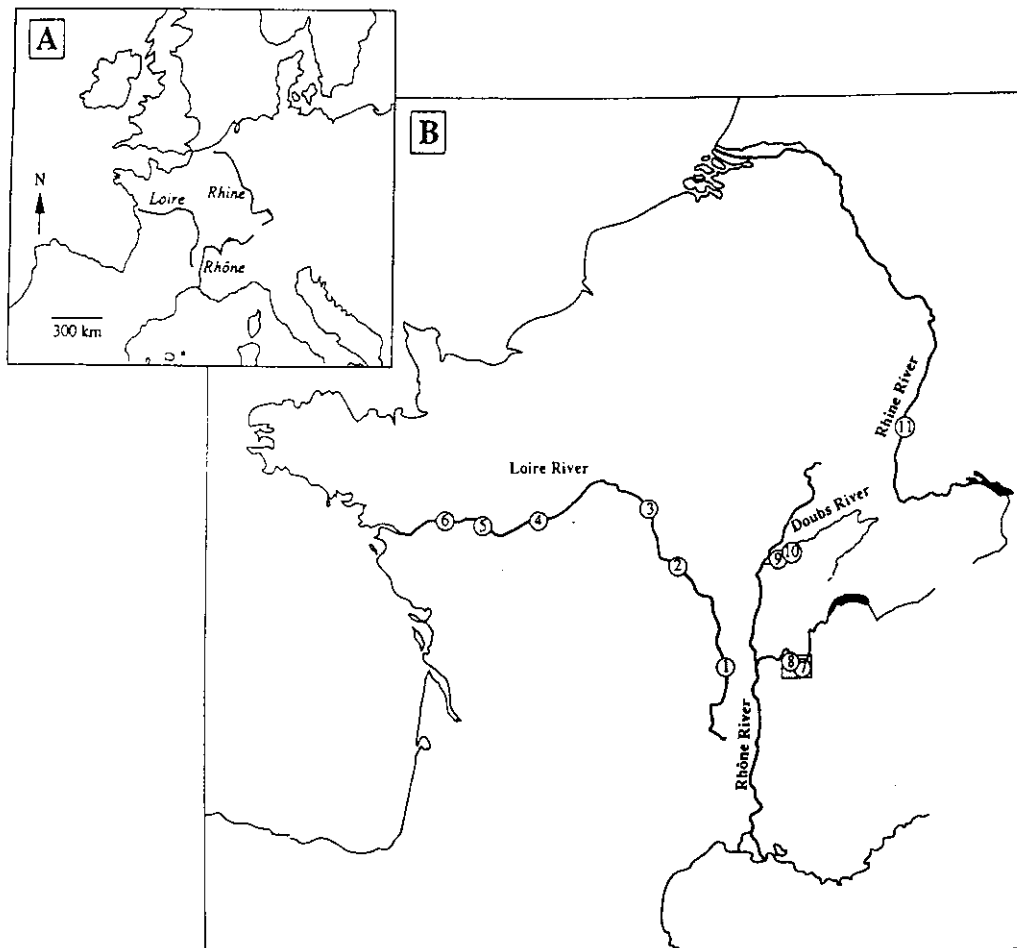 A
N
Loire
Rhine
Rhône
300 km
B
Rhine River
11
Loire River
Doubs River
6
5
4
3
9
10
2
1
8
7
Rhône River